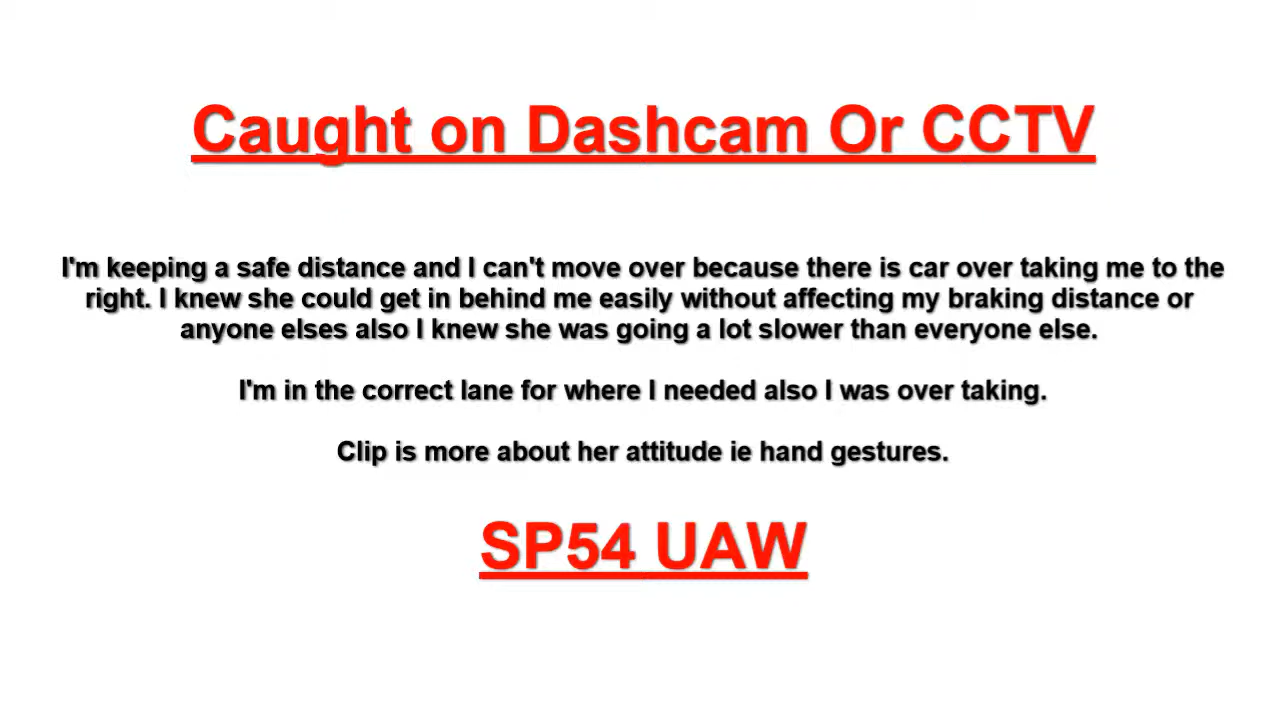 Caught on Dashcam Or CCTV
I'm keeping a safe distance and I can't move over because there is car over taking me to the
right. I knew she could get in behind me easily without affecting my braking distance or
anyone elses also I knew she was going a lot slower than everyone else.
I'm in the correct lane for where I needed also I was over taking.
Clip is more about her attitude ie hand gestures.
SP54 UAW